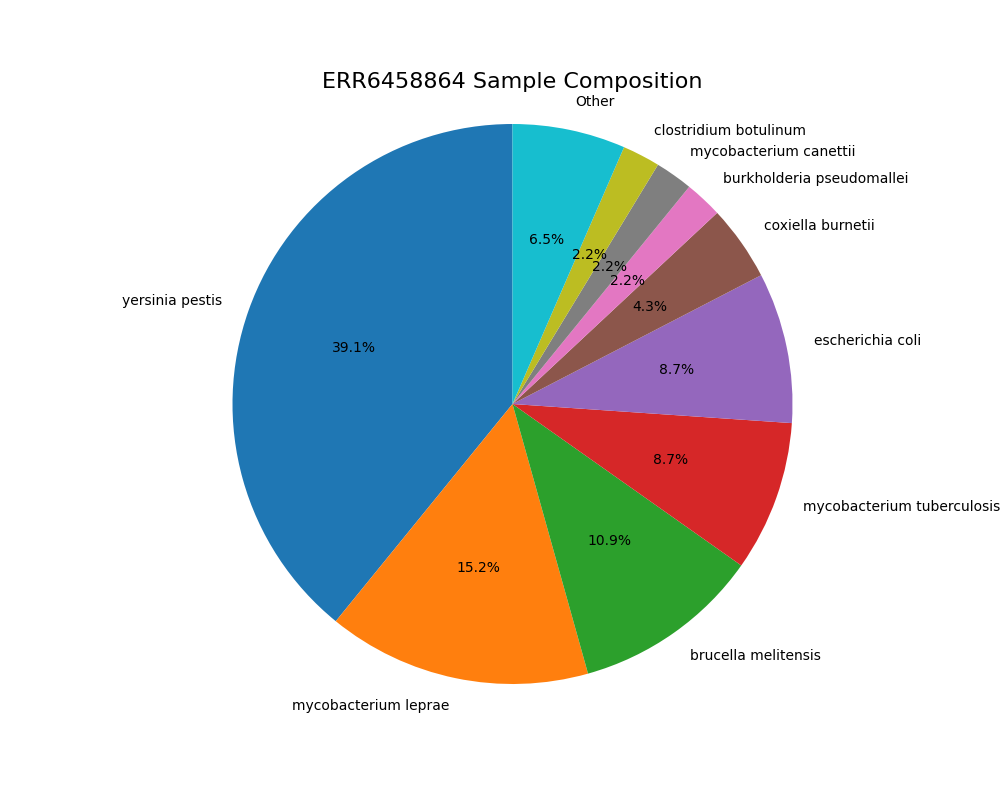 ERR6458864 Sample Composition
Other
clostridium botulinum
mycobacterium canettii
burkholderia pseudomallei
coxiella burnetii
escherichia coli
mycobacterium tuberculosis
brucella melitensis
mycobacterium leprae
yersinia pestis
6.5%
2.2%
2.2%
2.2%
4.3%
8.7%
8.7%
10.9%
15.2%
39.1%